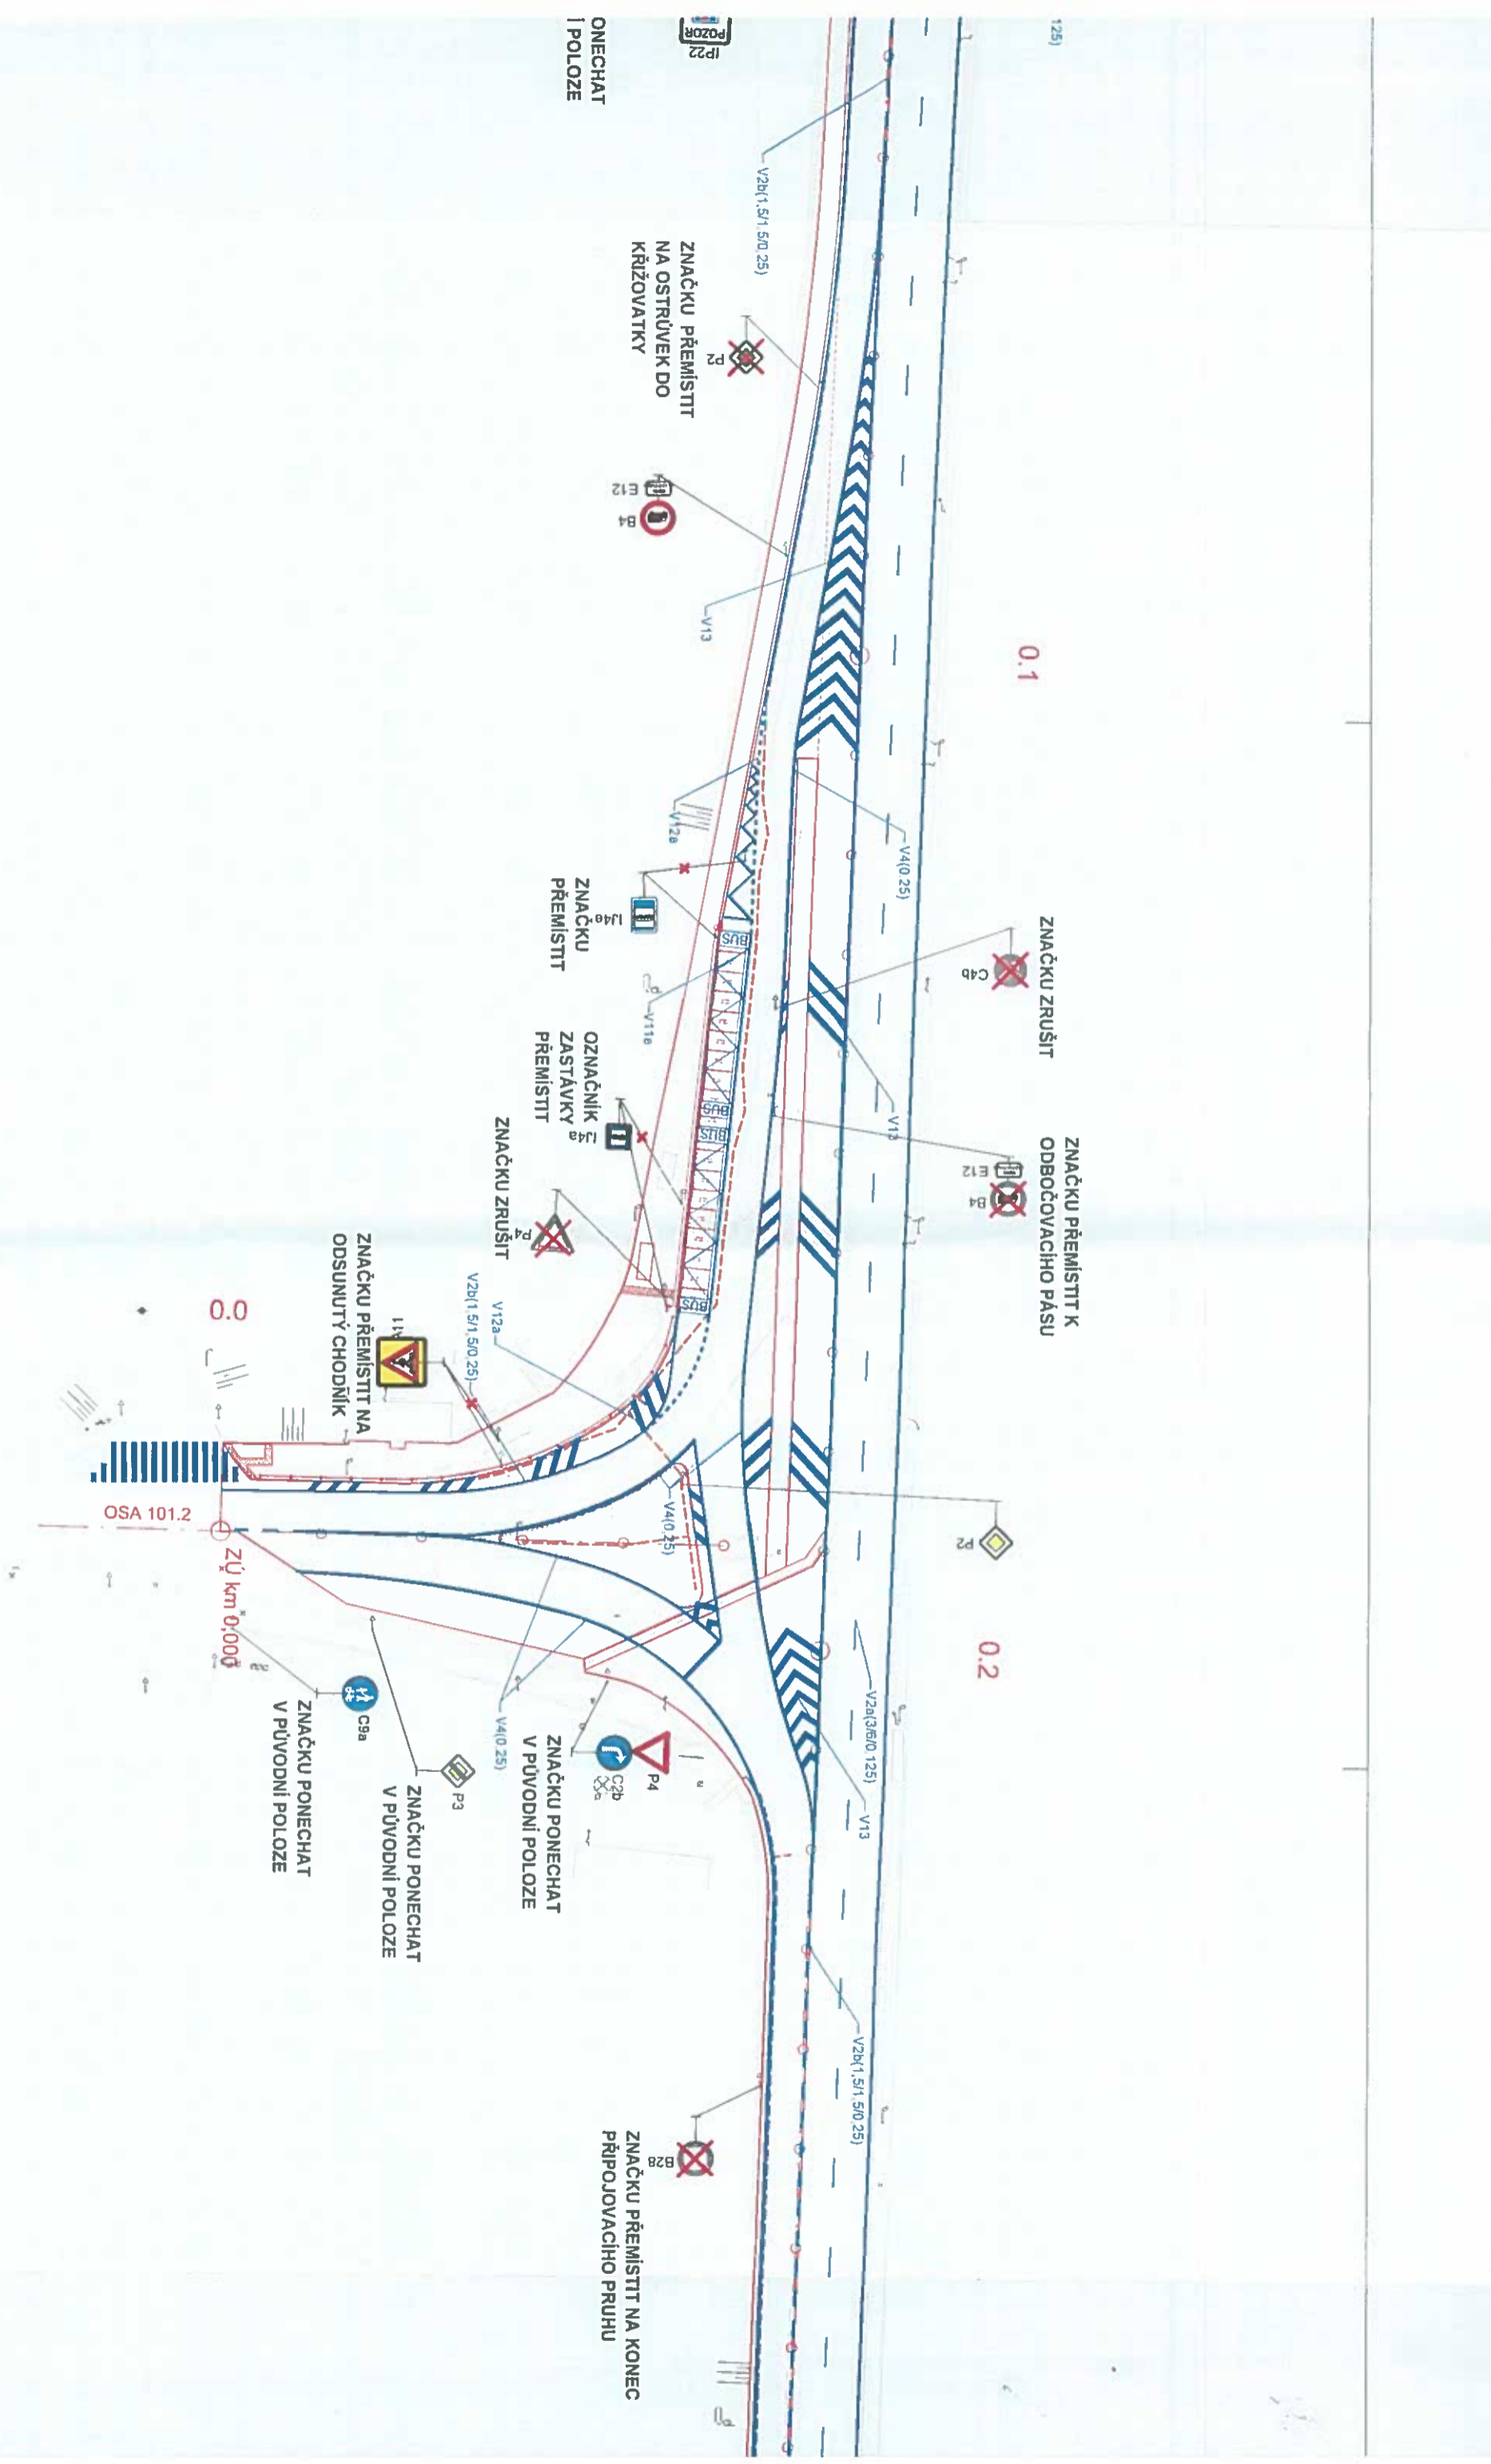 125)
IP22
POZOR
ONECHAT
Í POLOZE
V2b(1,5/1,5/0,25)
ZNAČKU PŘEMÍSTIT
NA OSTRŮVEK DO
KŘIŽOVATKY
P2
E12
B4
V13
0.1
V12e
V4(0.25)
IJ4e
ZNAČKU
PŘEMÍSTIT
BUS
C4b
ZNAČKU ZRUŠIT
V11e
V13
OZNAČNÍK
ZASTÁVKY
PŘEMÍSTIT
IJ4a
BUS
BUS
ZNAČKU PŘEMÍSTIT K
ODBOČOVACÍHO PÁSU
E12
B4
ZNAČKU ZRUŠIT
P4
BUS
V12a
V2b(1,5/1,5/0,25)
ZNAČKU PŘEMÍSTIT NA
ODSUNUTÝ CHODNÍK
A11
0.0
V4(0.25)
P2
OSA 101.2
ZÚ km 0,000
0.2
V2a(3/6/0,125)
V13
V4(0.25)
C9a
ZNAČKU PONECHAT
V PŮVODNÍ POLOZE
P3
ZNAČKU PONECHAT
V PŮVODNÍ POLOZE
P4
C2b
ZNAČKU PONECHAT
V PŮVODNÍ POLOZE
V2b(1,5/1,5/0,25)
B28
ZNAČKU PŘEMÍSTIT NA KONEC
PŘIPOJOVACÍHO PRUHU